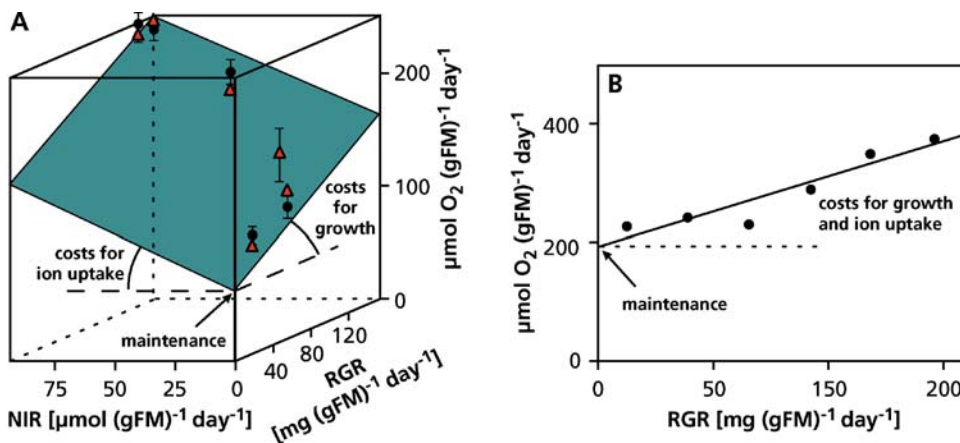 A
200
100
0
µmol O2 (gFM)-1 day-1
costs
for
growth
costs for
ion uptake
maintenance
75
50
25
0
NIR [µmol (gFM)-1 day-1]
40
80
120
RGR
[mg (gFM)-1 day-1]
B
400
200
0
µmol O2 (gFM)-1 day-1
costs for growth
and ion uptake
maintenance
0
50
150
200
RGR [mg (gFM)-1 day-1]